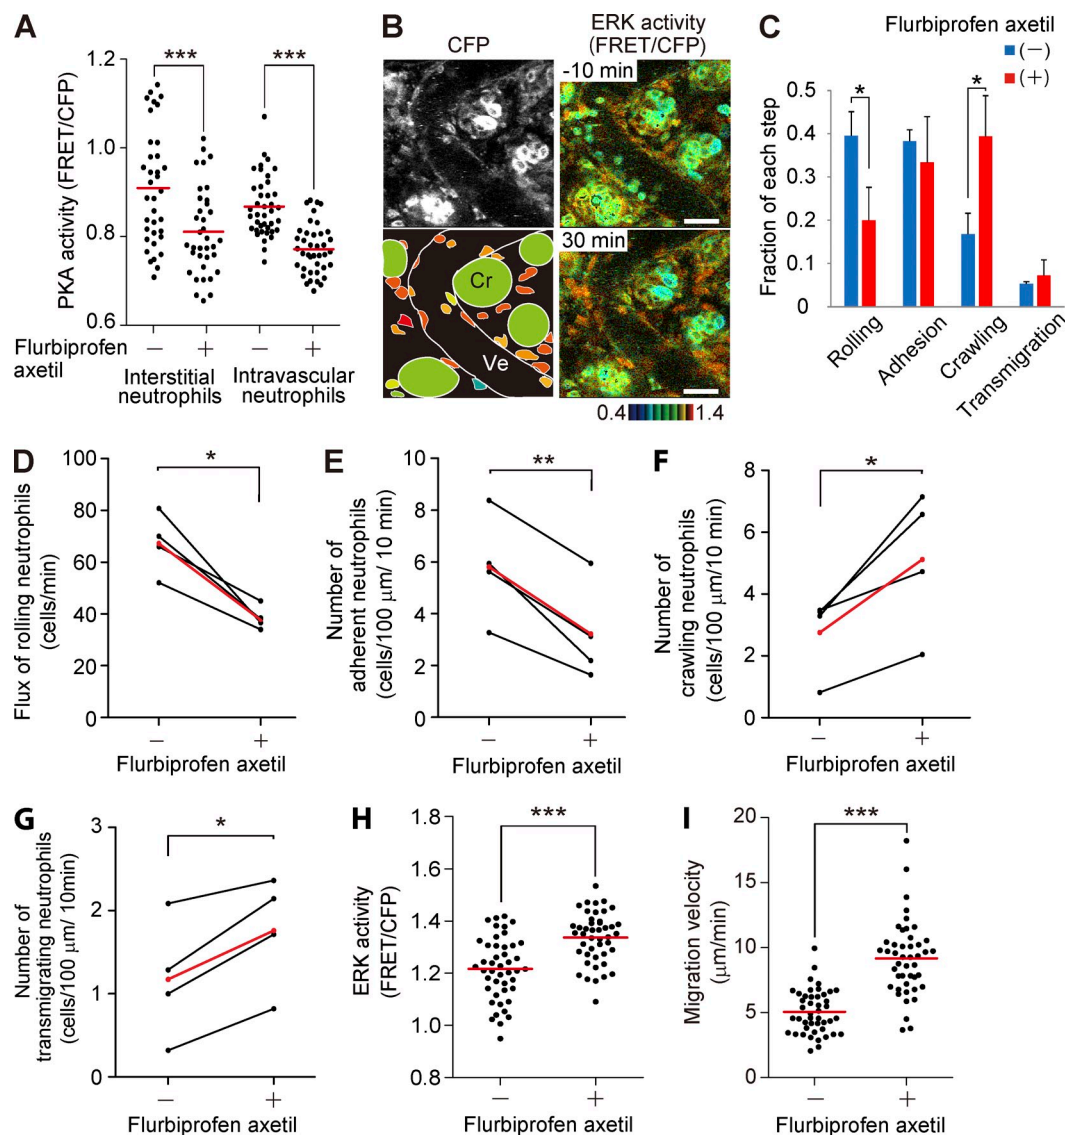 A
PKA activity (FRET/CFP)
1.2
1.0
0.8
0.6
***
***
− + − +
Flurbiprofen
axetil
Interstitial
neutrophils
Intravascular
neutrophils
B
CFP
ERK activity
(FRET/CFP)
-10 min
30 min
Cr
Ve
0.4 1.4
C
Flurbiprofen axetil
(−)
(+)
Fraction of each step
0.5
0.4
0.3
0.2
0.1
0
*
*
Rolling
Adhesion
Crawling
Transmigration
D
Flux of rolling neutrophils
(cells/min)
100
80
60
40
20
0
*
− +
Flurbiprofen axetil
E
Number of
adherent neutrophils
(cells/100 μm/ 10 min)
10
8
6
4
2
0
**
− +
Flurbiprofen axetil
F
Number of
crawling neutrophils
(cells/100 μm/10 min)
8
6
4
2
0
*
− +
Flurbiprofen axetil
G
Number of
transmigrating neutrophils
(cells/100 μm/ 10min)
3
2
1
0
*
− +
Flurbiprofen axetil
H
ERK activity
(FRET/CFP)
1.8
1.6
1.4
1.2
1.0
0.8
***
− +
Flurbiprofen axetil
I
Migration velocity
(μm/min)
20
15
10
5
0
***
− +
Flurbiprofen axetil